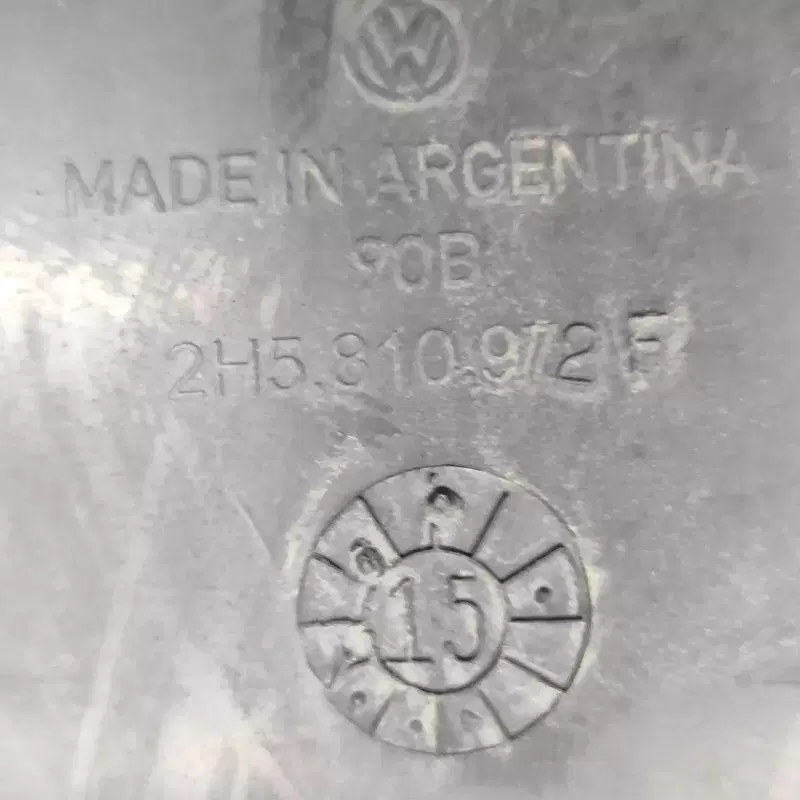 MADE IN ARGENTINA
90B
2H5.810.972 F
15